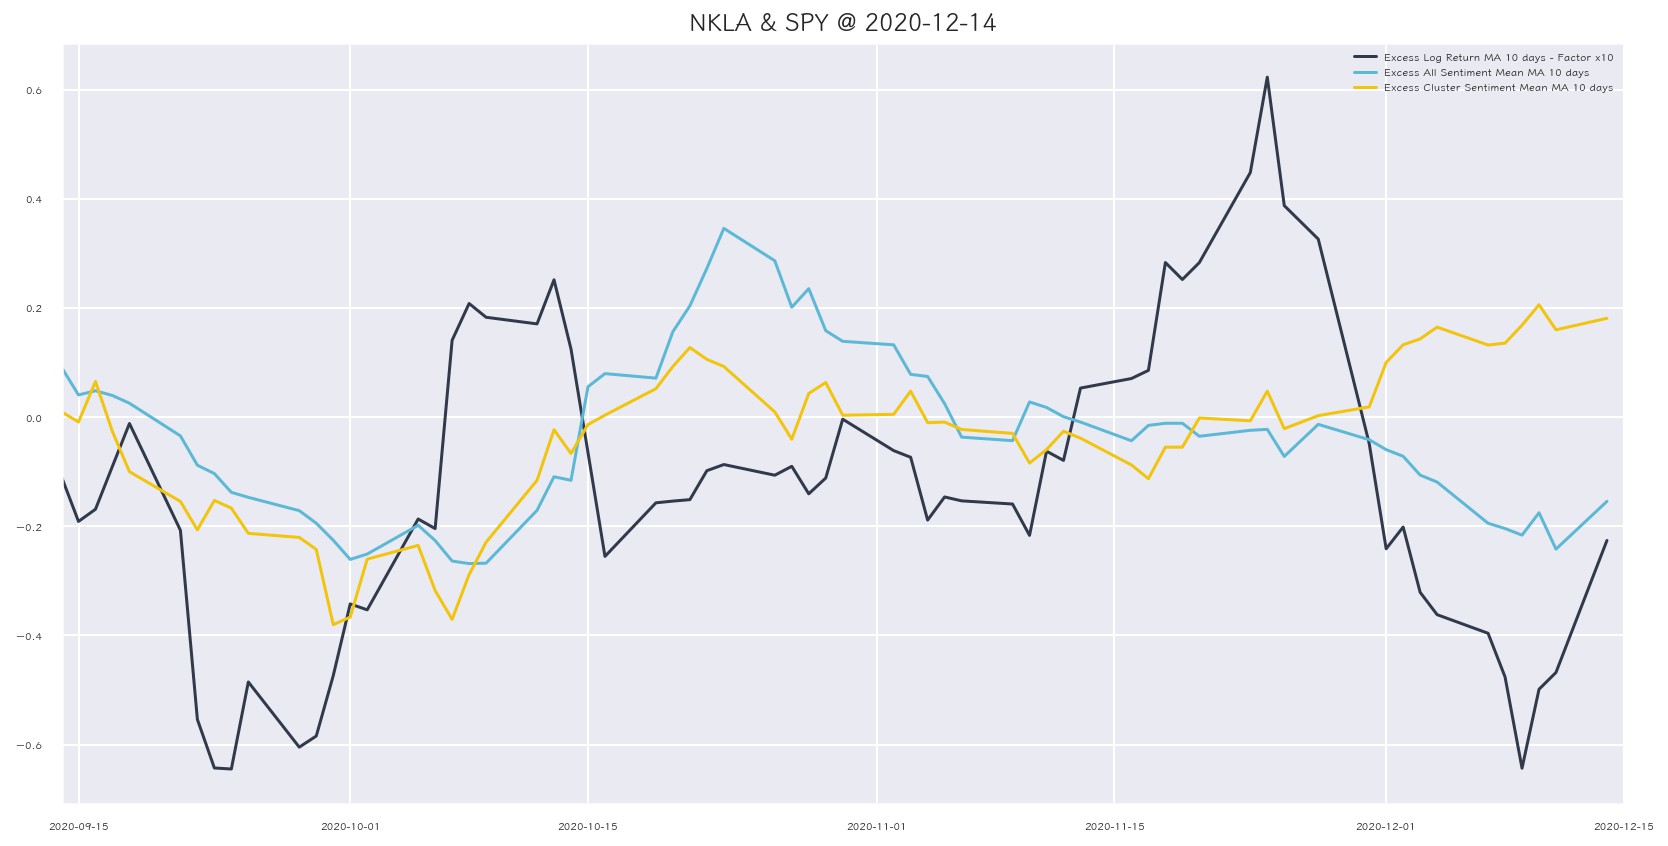 NKLA & SPY @ 2020-12-14
Excess Log Return MA 10 days - Factor x10
Excess All Sentiment Mean MA 10 days
Excess Cluster Sentiment Mean MA 10 days
0.6
0.4
0.2
0.0
−0.2
−0.4
−0.6
2020-09-15 2020-10-01 2020-10-15 2020-11-01 2020-11-15 2020-12-01 2020-12-15